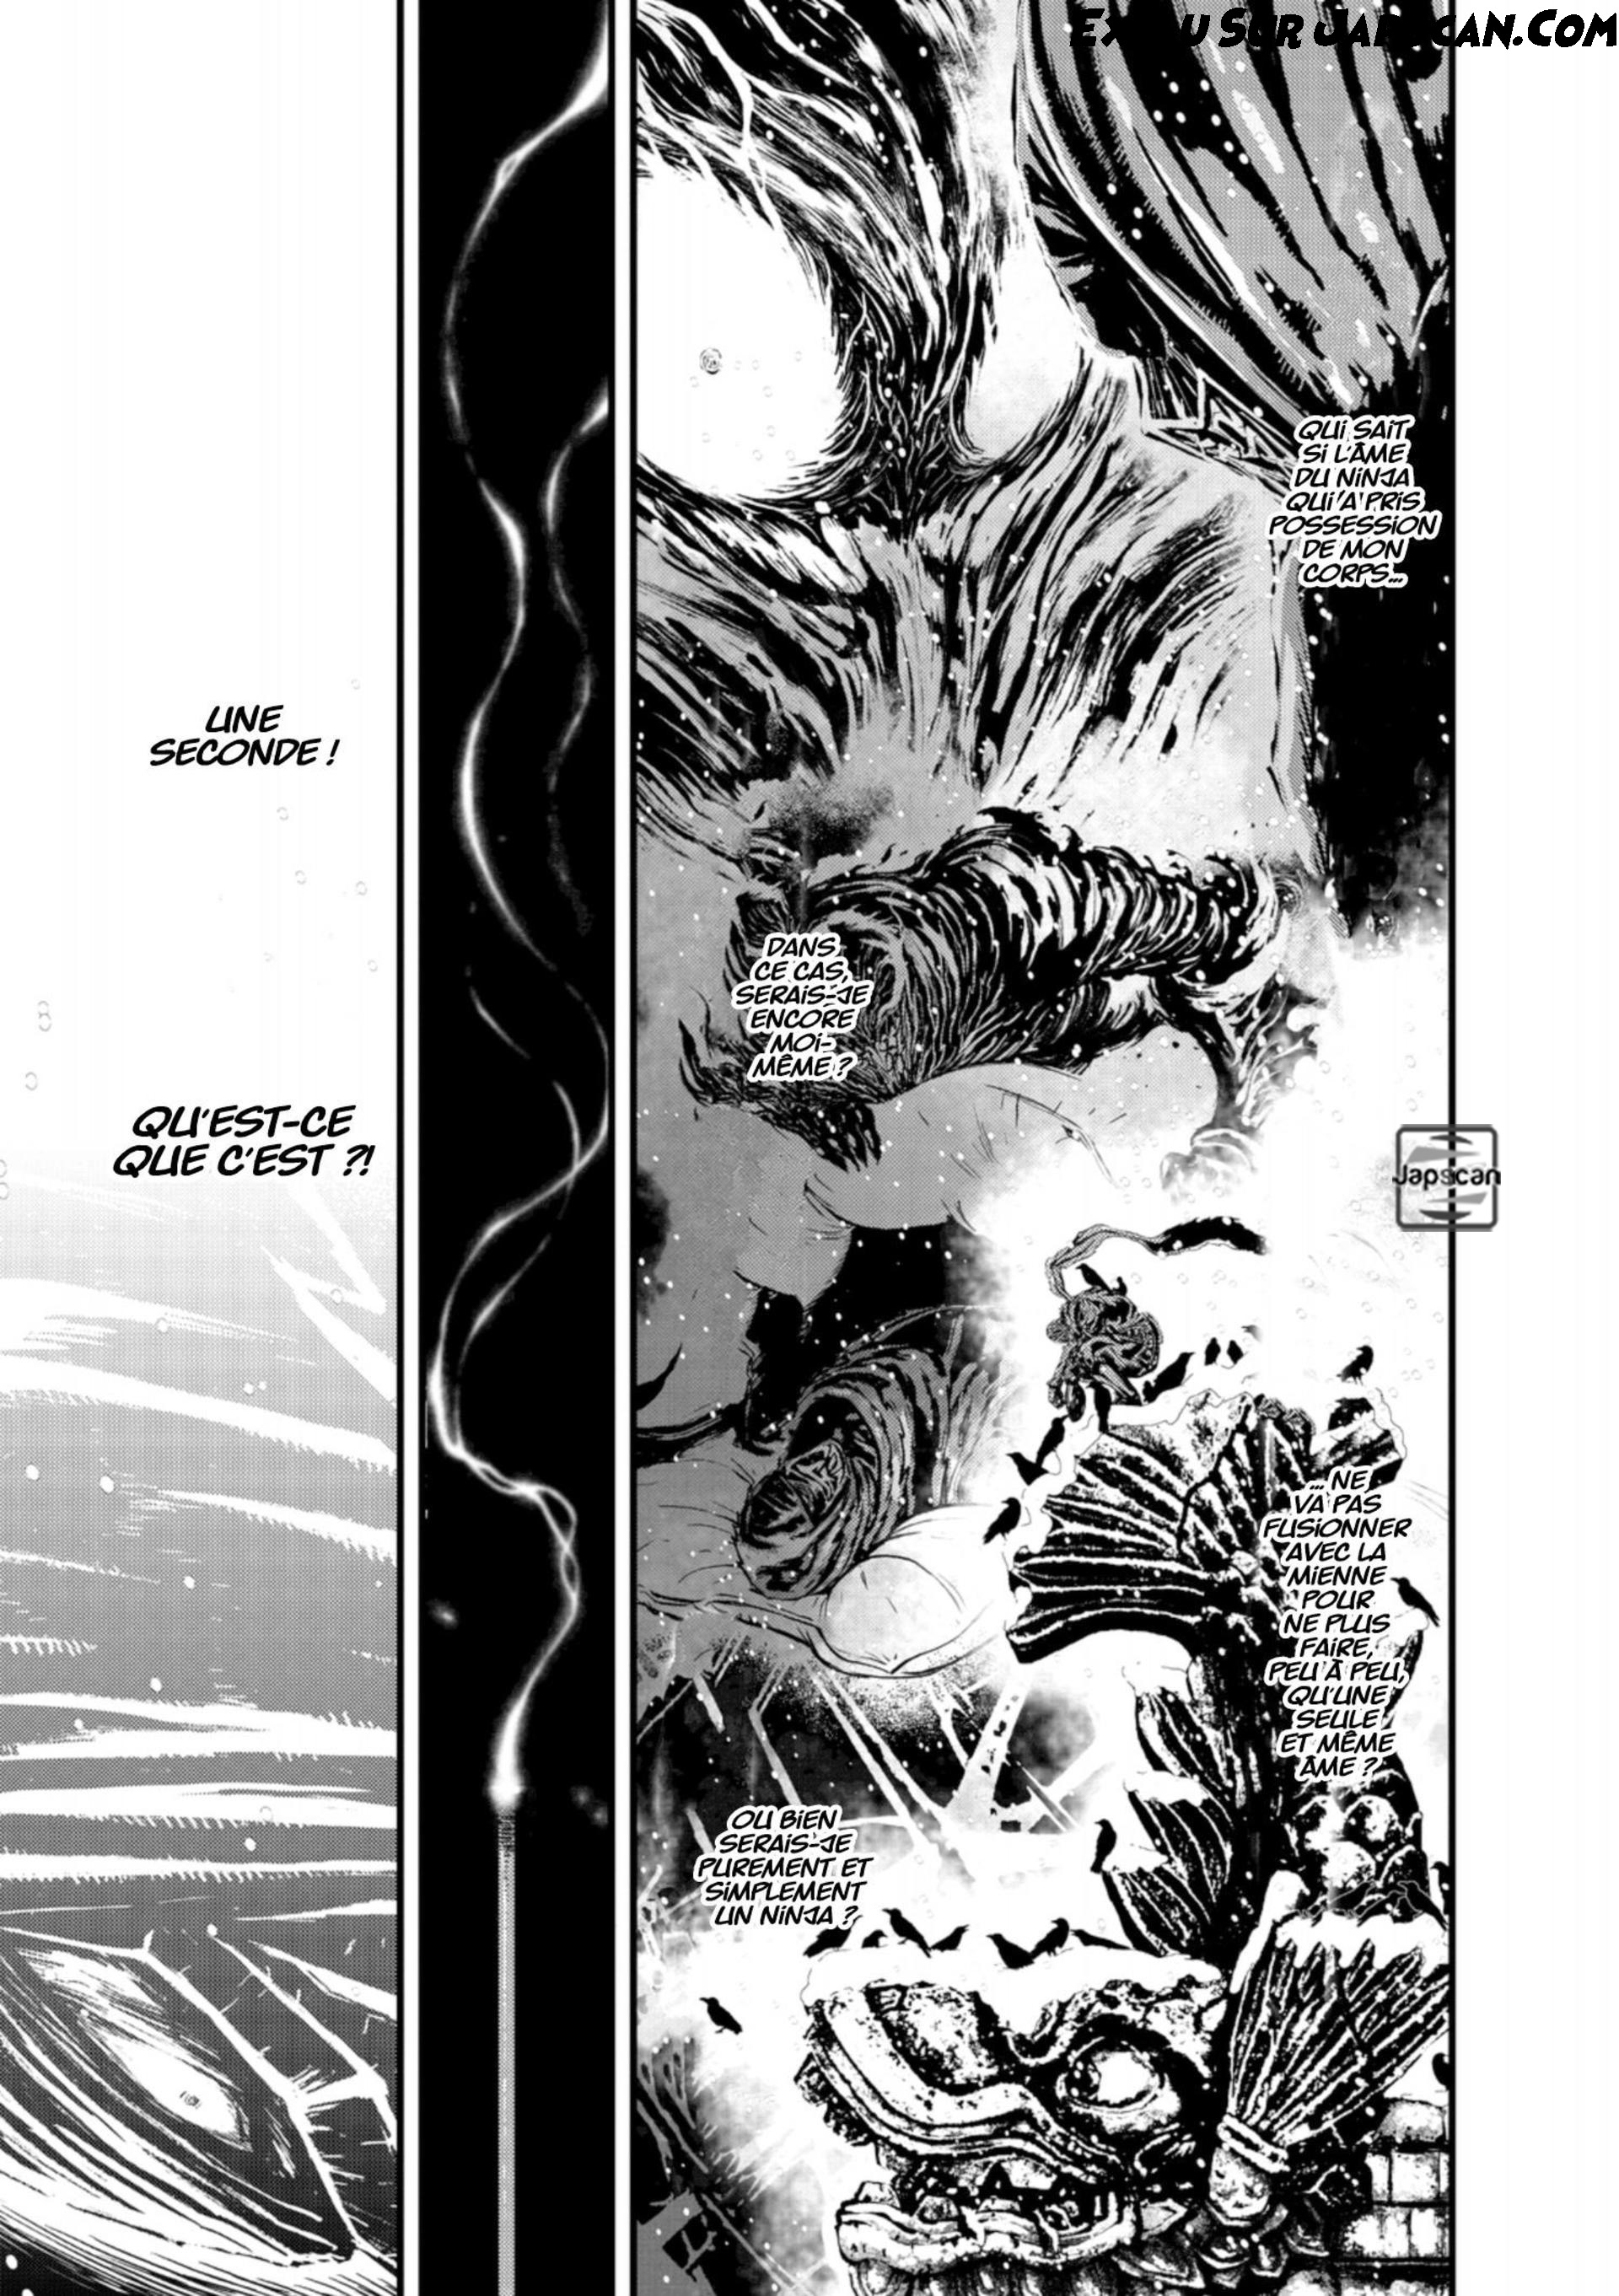 QUI SAIT
SI L'ÂME
DU NINJA
QUI A PRIS
POSSESSION
DE MON
CORPS...
... NE
VA PAS
FUSIONNER
AVEC LA
MIENNE
POUR
NE PLUS
FAIRE,
PEU À PEU,
QU'UNE
SEULE
ET MÊME
ÂME ?
DANS
CE CAS,
SERAIS-JE
ENCORE
MOI-
MÊME ?
OU BIEN
SERAIS-JE
PUREMENT ET
SIMPLEMENT
UN NINJA ?
UNE
SECONDE !
QU'EST-CE
QUE C'EST ?!
Japscan
SUR JAPSCAN.COM